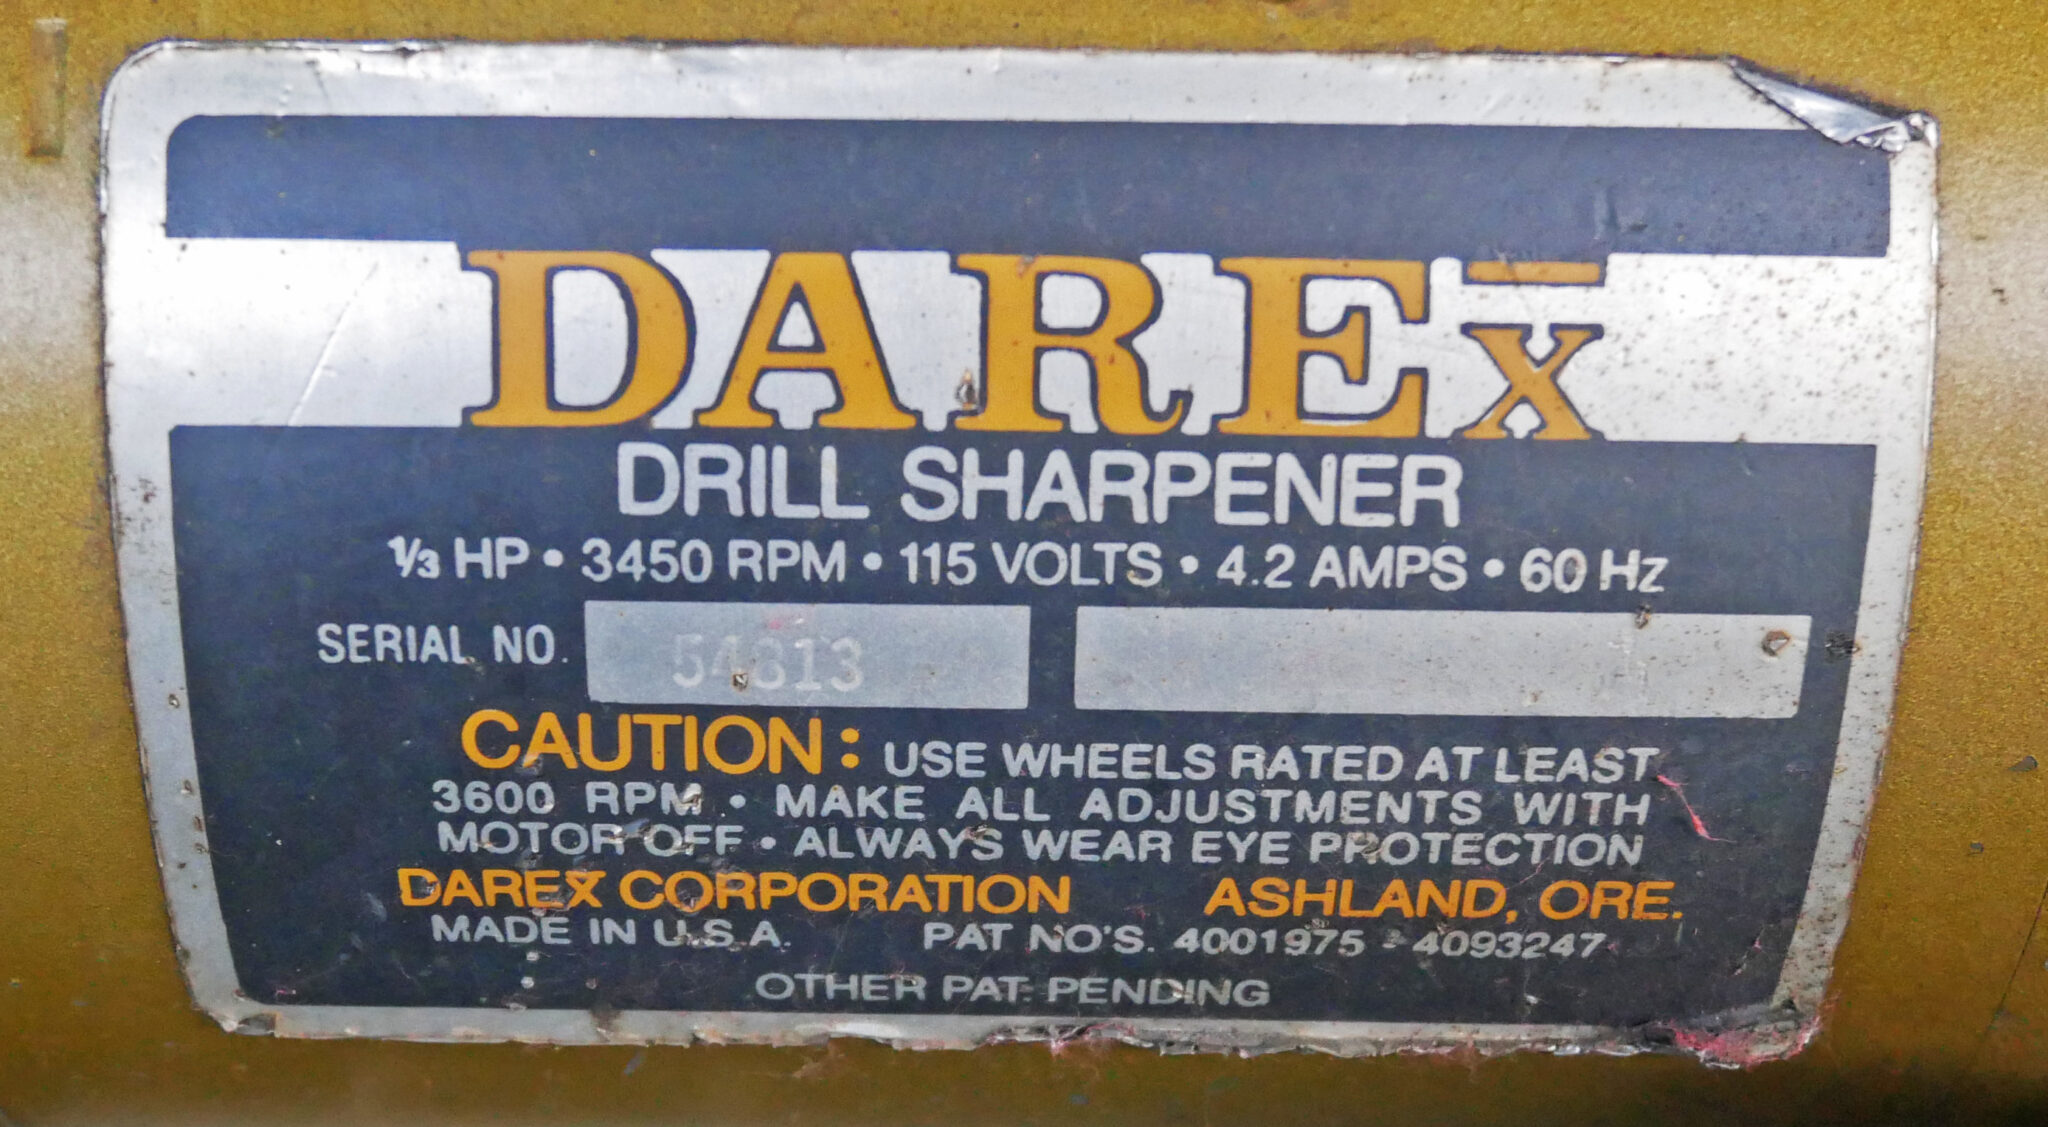 DAREX
DRILL SHARPENER
1/3 HP • 3450 RPM • 115 VOLTS • 4.2 AMPS • 60 Hz
SERIAL NO. 54813
CAUTION: USE WHEELS RATED AT LEAST
3600 RPM • MAKE ALL ADJUSTMENTS WITH
MOTOR OFF • ALWAYS WEAR EYE PROTECTION
DAREX CORPORATION ASHLAND, ORE.
MADE IN U.S.A. PAT NO'S. 4001975 - 4093247
OTHER PAT. PENDING